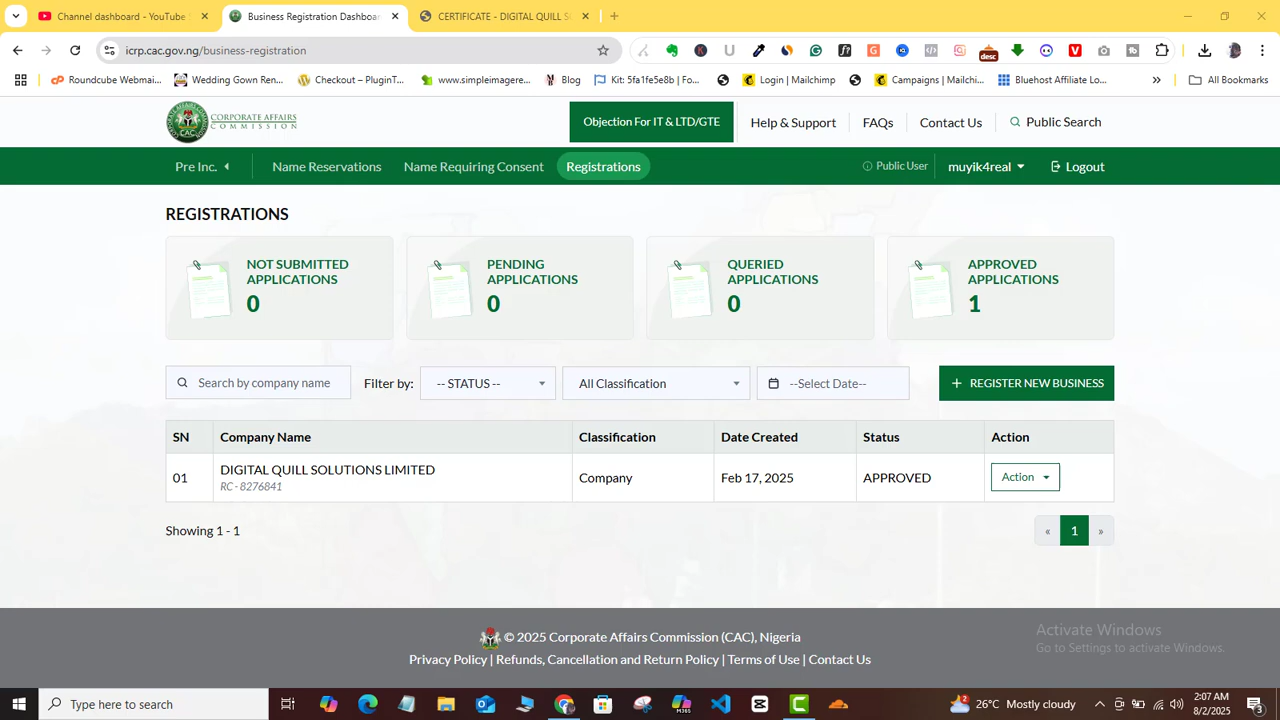 Channel dashboard - YouTube
Business Registration Dashboa
CERTIFICATE - DIGITAL QUILL S
icrp.cac.gov.ng/business-registration
desc
Roundcube Webmai...
Wedding Gown Ren...
Checkout – PluginT...
www.simpleimagere...
Blog
Kit: 5fa1fe5e8b | Fo...
Login | Mailchimp
Campaigns | Mailchi...
Bluehost Affiliate Lo...
All Bookmarks
CAC
CORPORATE AFFAIRS
COMMISSION
Objection For IT & LTD/GTE
Help & Support
FAQs
Contact Us
Public Search
Pre Inc.
Name Reservations
Name Requiring Consent
Registrations
Public User
muyik4real
Logout
REGISTRATIONS
NOT SUBMITTED
APPLICATIONS
0
PENDING
APPLICATIONS
0
QUERIED
APPLICATIONS
0
APPROVED
APPLICATIONS
1
Search by company name
Filter by:
-- STATUS --
All Classification
--Select Date--
+ REGISTER NEW BUSINESS
SN
Company Name
Classification
Date Created
Status
Action
01
DIGITAL QUILL SOLUTIONS LIMITED
RC - 8276841
Company
Feb 17, 2025
APPROVED
Action
Showing 1 - 1
«
1
»
© 2025 Corporate Affairs Commission (CAC), Nigeria
Privacy Policy | Refunds, Cancellation and Return Policy | Terms of Use | Contact Us
Activate Windows
Go to Settings to activate Windows.
Type here to search
M365
26°C Mostly cloudy
2:07 AM
8/2/2025
3